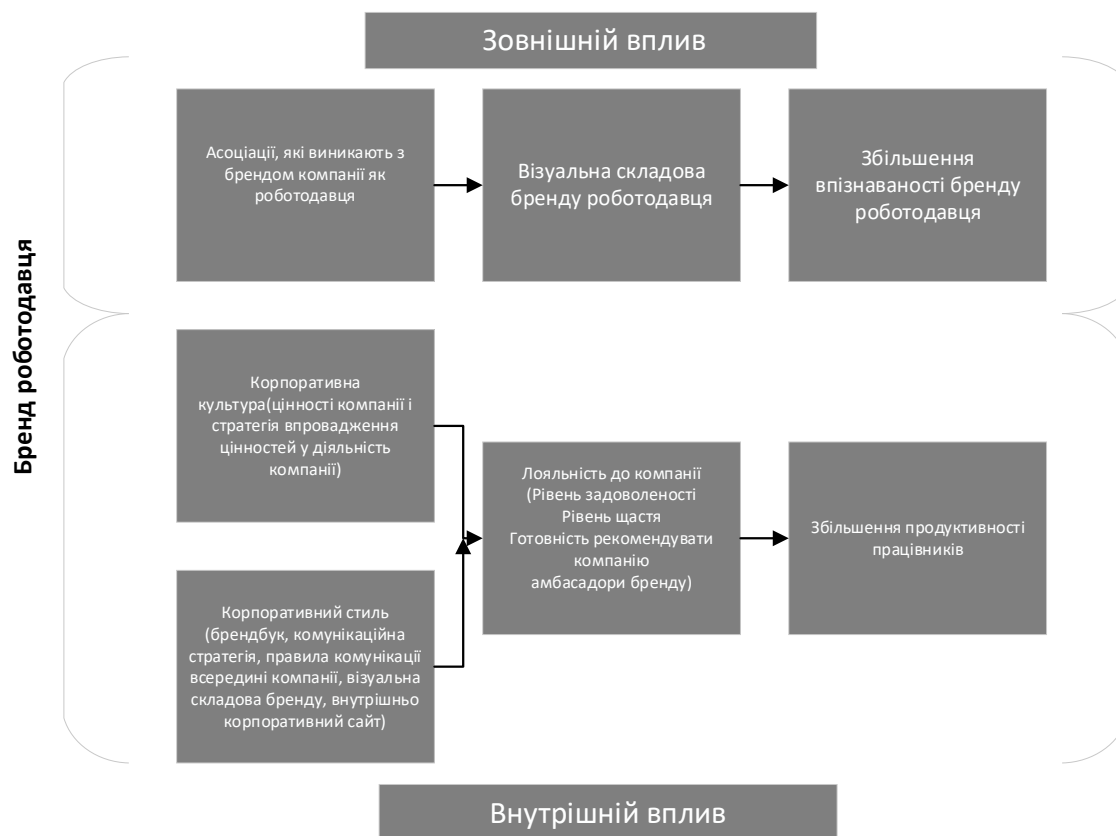 Зовнішній вплив
Асоціації, які виникають з
брендом компанії як
роботодавця
Візуальна складова
бренду роботодавця
Збільшення
впізнаваності бренду
роботодавця
Бренд роботодавця
Корпоративна
культура(цінності компанії і
стратегія впровадження
цінностей у діяльність
компанії)
Корпоративний стиль
(брендбук, комунікаційна
стратегія, правила комунікації
всередині компанії, візуальна
складова бренду, внутрішньо
корпоративний сайт)
Лояльність до компанії
(Рівень задоволеності
Рівень щастя
Готовність рекомендувати
компанію
амбасадори бренду)
Збільшення продуктивності
працівників
Внутрішній вплив